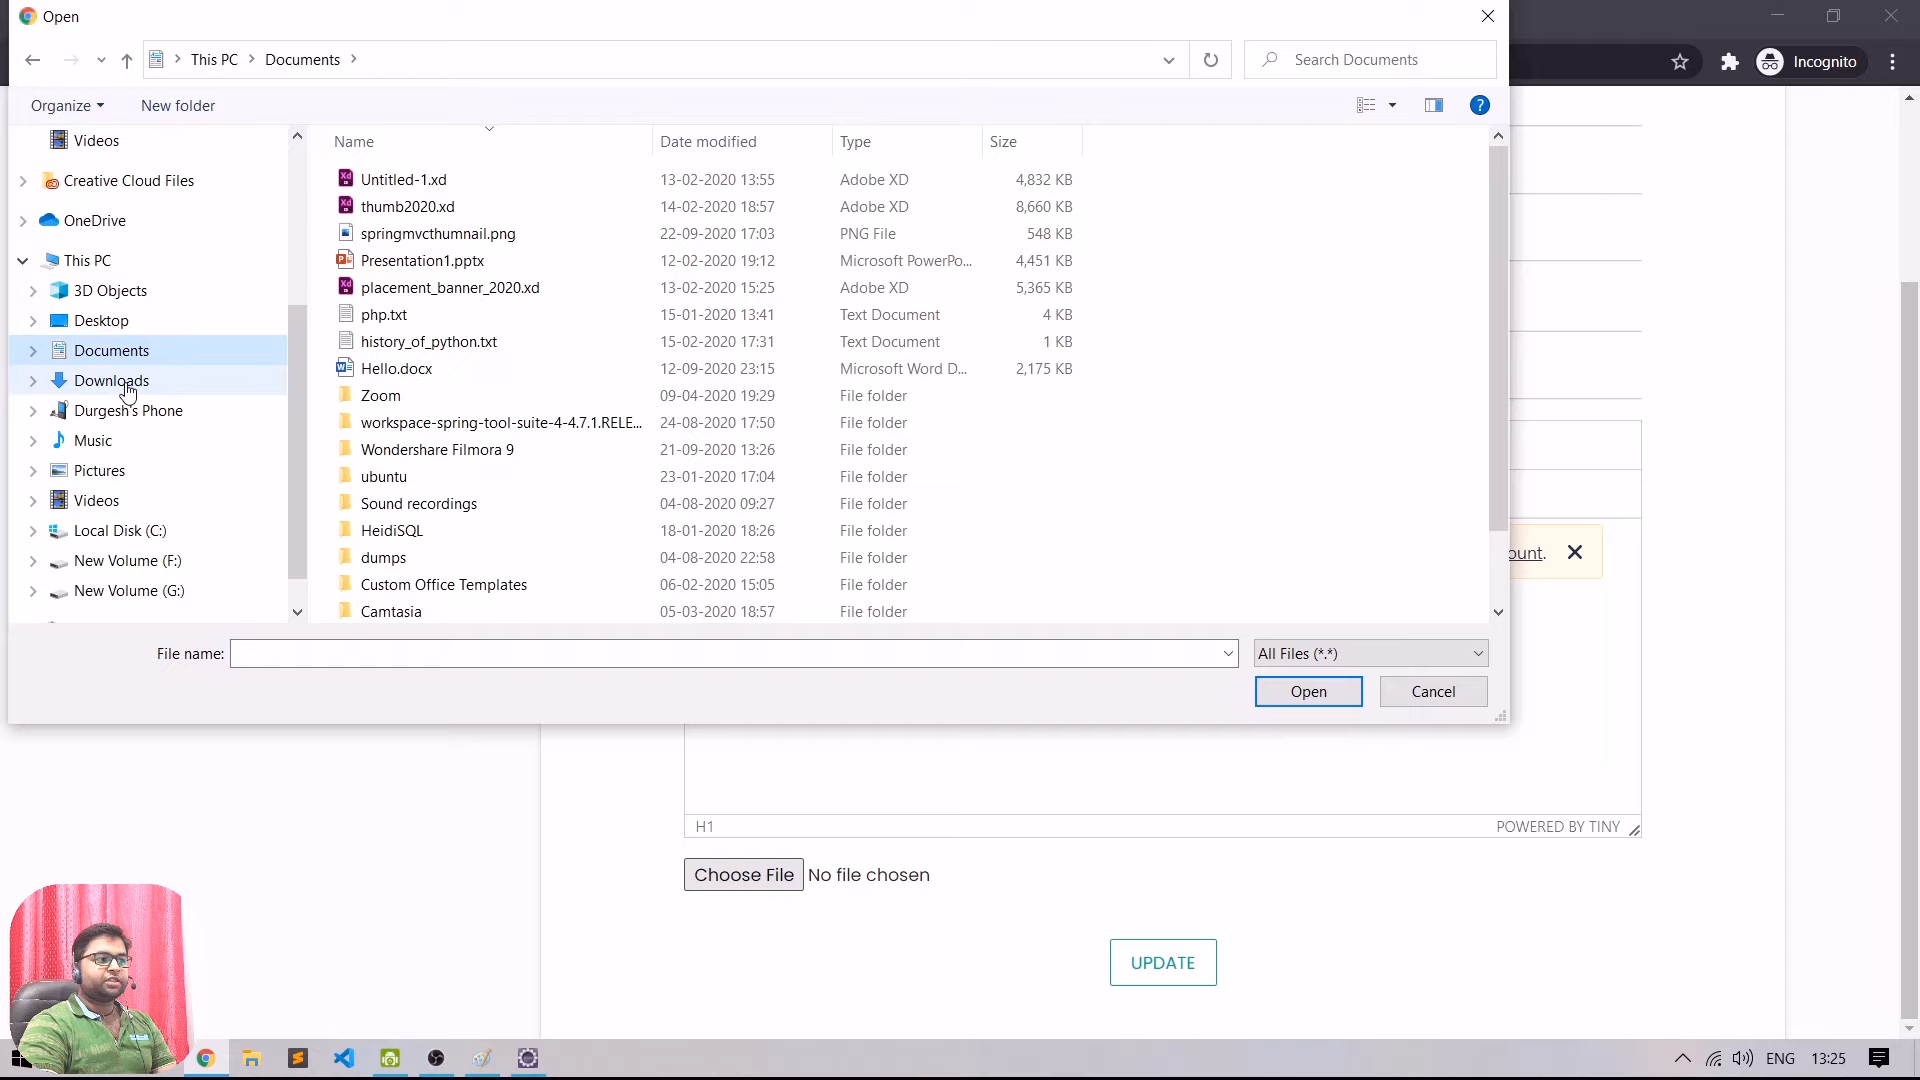 Open
This PC > Documents >
Search Documents
Incognito
Organize
New folder
?
Name
Date modified
Type
Size
Videos
Creative Cloud Files
OneDrive
This PC
3D Objects
Desktop
Documents
Downloads
Durgesh's Phone
Music
Pictures
Videos
Local Disk (C:)
New Volume (F:)
New Volume (G:)
Untitled-1.xd 13-02-2020 13:55 Adobe XD 4,832 KB
thumb2020.xd 14-02-2020 18:57 Adobe XD 8,660 KB
springmvcthumnail.png 22-09-2020 17:03 PNG File 548 KB
Presentation1.pptx 12-02-2020 19:12 Microsoft PowerPo... 4,451 KB
placement_banner_2020.xd 13-02-2020 15:25 Adobe XD 5,365 KB
php.txt 15-01-2020 13:41 Text Document 4 KB
history_of_python.txt 15-02-2020 17:31 Text Document 1 KB
Hello.docx 12-09-2020 23:15 Microsoft Word D... 2,175 KB
Zoom 09-04-2020 19:29 File folder
workspace-spring-tool-suite-4-4.7.1.RELE... 24-08-2020 17:50 File folder
Wondershare Filmora 9 21-09-2020 13:26 File folder
ubuntu 23-01-2020 17:04 File folder
Sound recordings 04-08-2020 09:27 File folder
HeidiSQL 18-01-2020 18:26 File folder
dumps 04-08-2020 22:58 File folder
Custom Office Templates 06-02-2020 15:05 File folder
Camtasia 05-03-2020 18:57 File folder
ount.
File name:
All Files (*.*)
Open
Cancel
H1
POWERED BY TINY
Choose File No file chosen
UPDATE
ENG 13:25